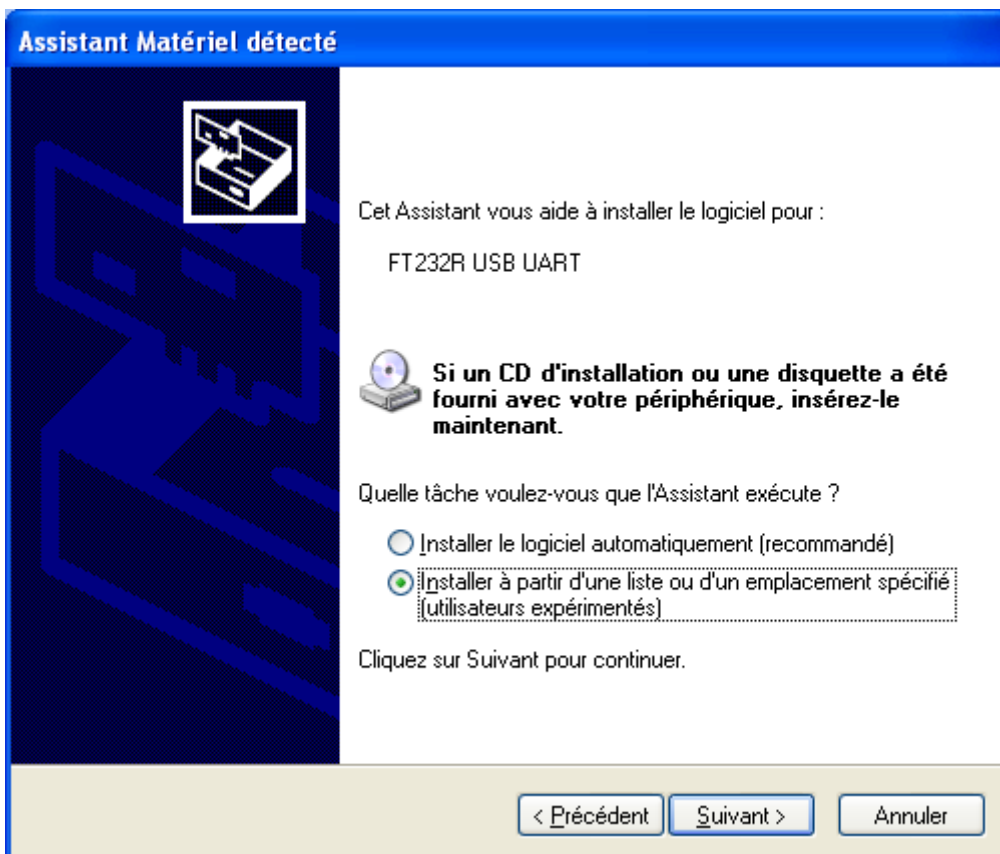 Assistant Matériel détecté
Cet Assistant vous aide à installer le logiciel pour :
FT232R USB UART
Si un CD d'installation ou une disquette a été
fourni avec votre périphérique, insérez-le
maintenant.
Quelle tâche voulez-vous que l'Assistant exécute ?
Installer le logiciel automatiquement (recommandé)
Installer à partir d'une liste ou d'un emplacement spécifié
(utilisateurs expérimentés)
Cliquez sur Suivant pour continuer.
< Précédent Suivant > Annuler